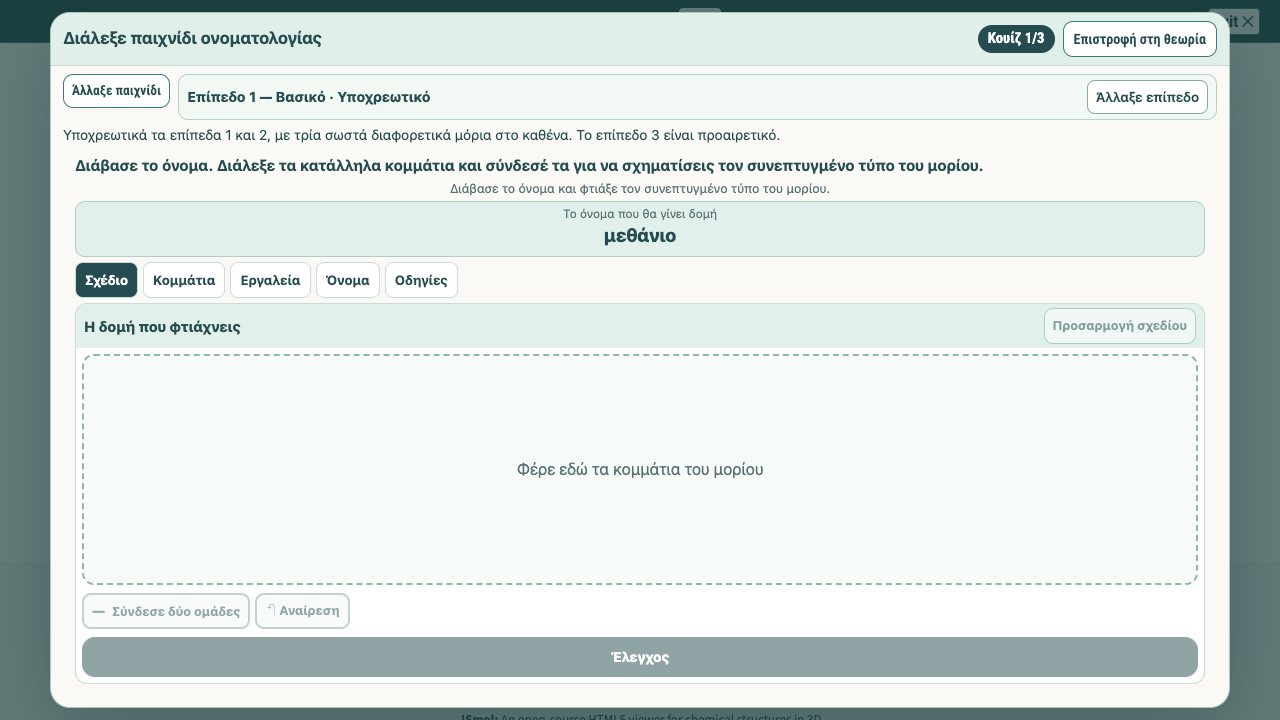 Διάλεξε παιχνίδι ονοματολογίας
Κουίζ 1/3
Επιστροφή στη θεωρία
Άλλαξε παιχνίδι
Επίπεδο 1 — Βασικό · Υποχρεωτικό
Άλλαξε επίπεδο
Υποχρεωτικά τα επίπεδα 1 και 2, με τρία σωστά διαφορετικά μόρια στο καθένα. Το επίπεδο 3 είναι προαιρετικό.
Διάβασε το όνομα. Διάλεξε τα κατάλληλα κομμάτια και σύνδεσέ τα για να σχηματίσεις τον συνεπτυγμένο τύπο του μορίου.
Διάβασε το όνομα και φτιάξε τον συνεπτυγμένο τύπο του μορίου.
Το όνομα που θα γίνει δομή
μεθάνιο
Σχέδιο
Κομμάτια
Εργαλεία
Όνομα
Οδηγίες
Η δομή που φτιάχνεις
Προσαρμογή σχεδίου
Φέρε εδώ τα κομμάτια του μορίου
— Σύνδεσε δύο ομάδες
Αναίρεση
Έλεγχος